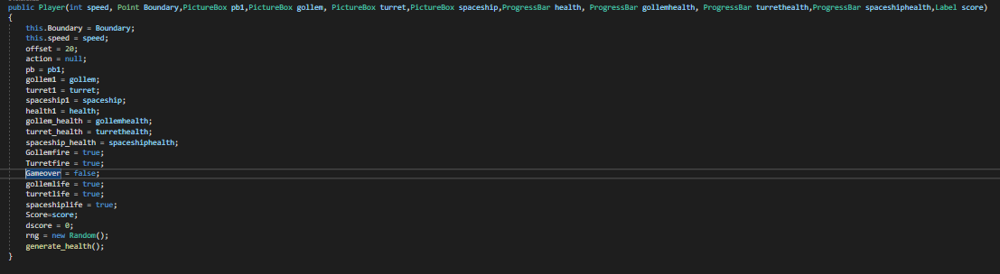 public Player(int speed, Point Boundary,PictureBox pb1,PictureBox gollem, PictureBox turret,PictureBox spaceship,ProgressBar health, ProgressBar gollemhealth, ProgressBar turrethealth,ProgressBar spaceshiphealth,Label score)
{
this.Boundary = Boundary;
this.speed = speed;
offset = 20;
action = null;
pb = pb1;
gollem1 = gollem;
turret1 = turret;
spaceship1 = spaceship;
health1 = health;
gollem_health = gollemhealth;
turret_health = turrethealth;
spaceship_health = spaceshiphealth;
Gollemfire = true;
Turretfire = true;
Gameover = false;
gollemlife = true;
turretlife = true;
spaceshiplife = true;
Score=score;
dscore = 0;
rng = new Random();
generate_health();
}